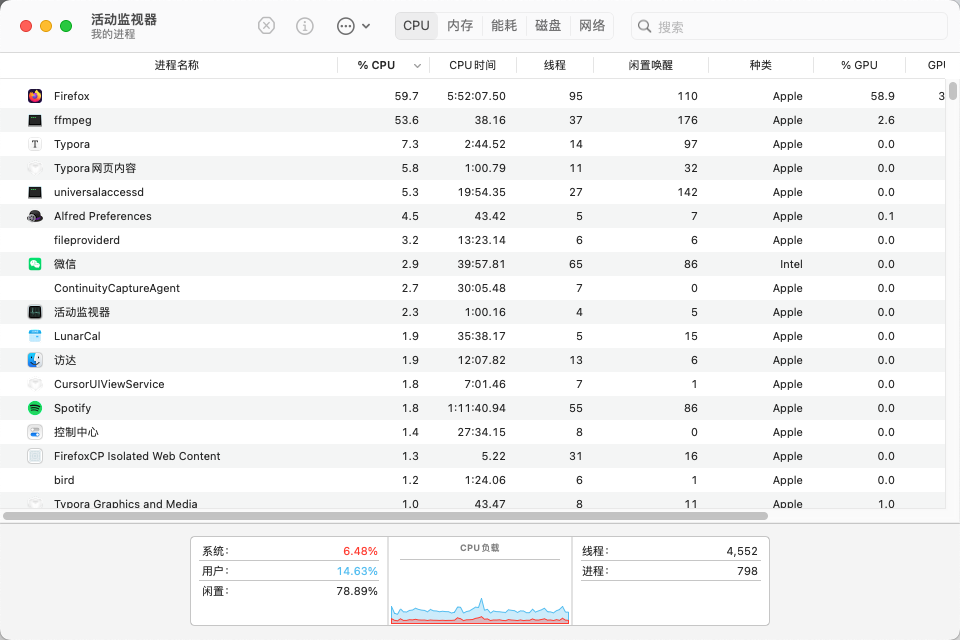 活动监视器
我的进程
CPU 内存 能耗 磁盘 网络 搜索
进程名称 % CPU CPU 时间 线程 闲置唤醒 种类 % GPU GPU
Firefox 59.7 5:52:07.50 95 110 Apple 58.9 3
ffmpeg 53.6 38.16 37 176 Apple 2.6
Typora 7.3 2:44.52 14 97 Apple 0.0
Typora 网页内容 5.8 1:00.79 11 32 Apple 0.0
universalaccessd 5.3 19:54.35 27 142 Apple 0.0
Alfred Preferences 4.5 43.42 5 7 Apple 0.1
fileproviderd 3.2 13:23.14 6 6 Apple 0.0
微信 2.9 39:57.81 65 86 Intel 0.0
ContinuityCaptureAgent 2.7 30:05.48 7 0 Apple 0.0
活动监视器 2.3 1:00.16 4 5 Apple 0.0
LunarCal 1.9 35:38.17 5 15 Apple 0.0
访达 1.9 12:07.82 13 6 Apple 0.0
CursorUIViewService 1.8 7:01.46 7 1 Apple 0.0
Spotify 1.8 1:11:40.94 55 86 Apple 0.0
控制中心 1.4 27:34.15 8 0 Apple 0.0
FirefoxCP Isolated Web Content 1.3 5.22 31 16 Apple 0.0
bird 1.2 1:24.06 6 1 Apple 0.0
Typora Graphics and Media 1.0 43.47 8 11 Apple 1.0
系统： 6.48% CPU负载 线程： 4,552
用户： 14.63% 进程： 798
闲置： 78.89%